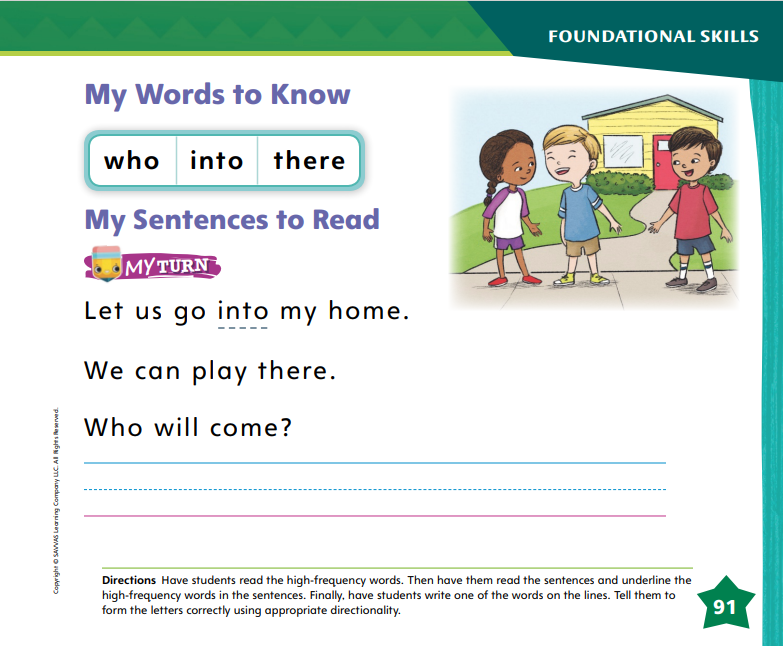 FOUNDATIONAL SKILLS
My Words to Know
who into there
My Sentences to Read
MY TURN
Let us go into my home.
We can play there.
Who will come?
Copyright © SAVVAS Learning Company LLC. All Rights Reserved.
Directions Have students read the high-frequency words. Then have them read the sentences and underline the
high-frequency words in the sentences. Finally, have students write one of the words on the lines. Tell them to
form the letters correctly using appropriate directionality.
91